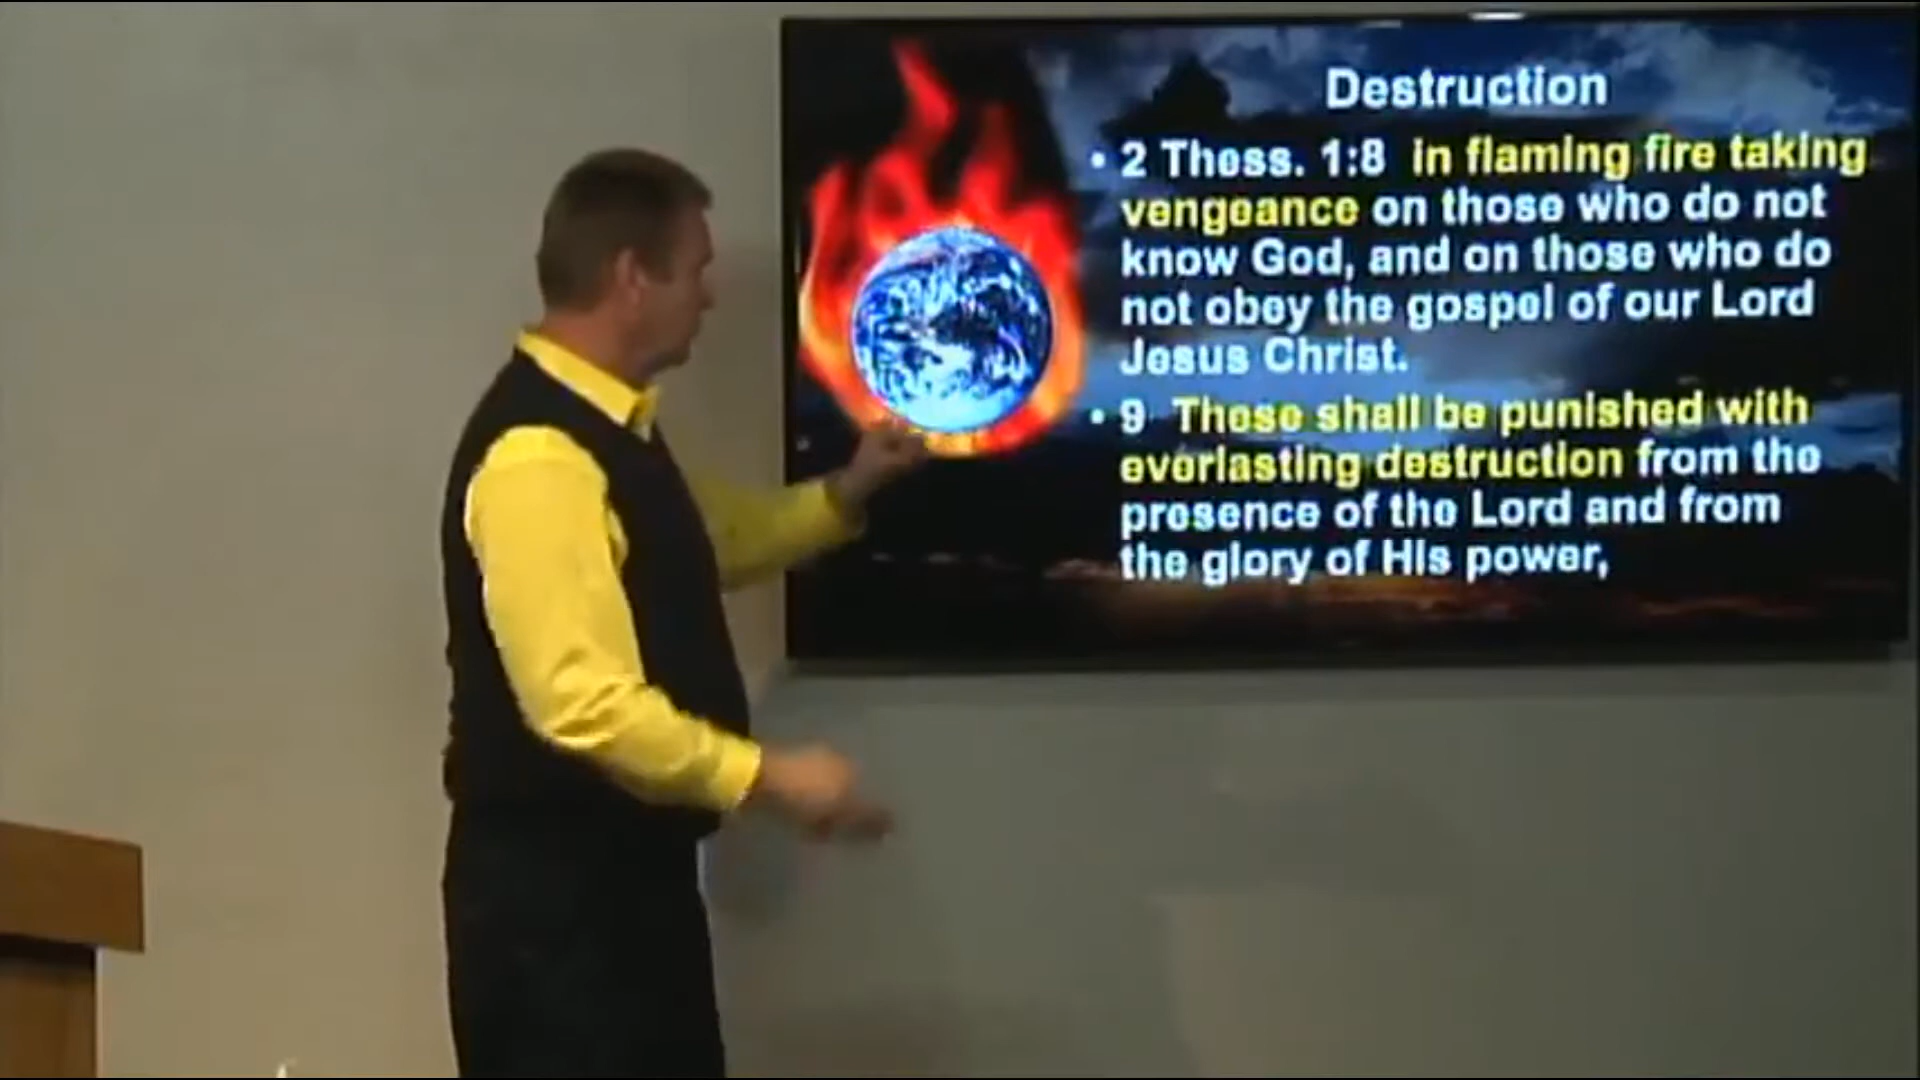 Destruction
• 2 Thess. 1:8 in flaming fire taking
vengeance on those who do not
know God, and on those who do
not obey the gospel of our Lord
Jesus Christ.
• 9 These shall be punished with
everlasting destruction from the
presence of the Lord and from
the glory of His power,